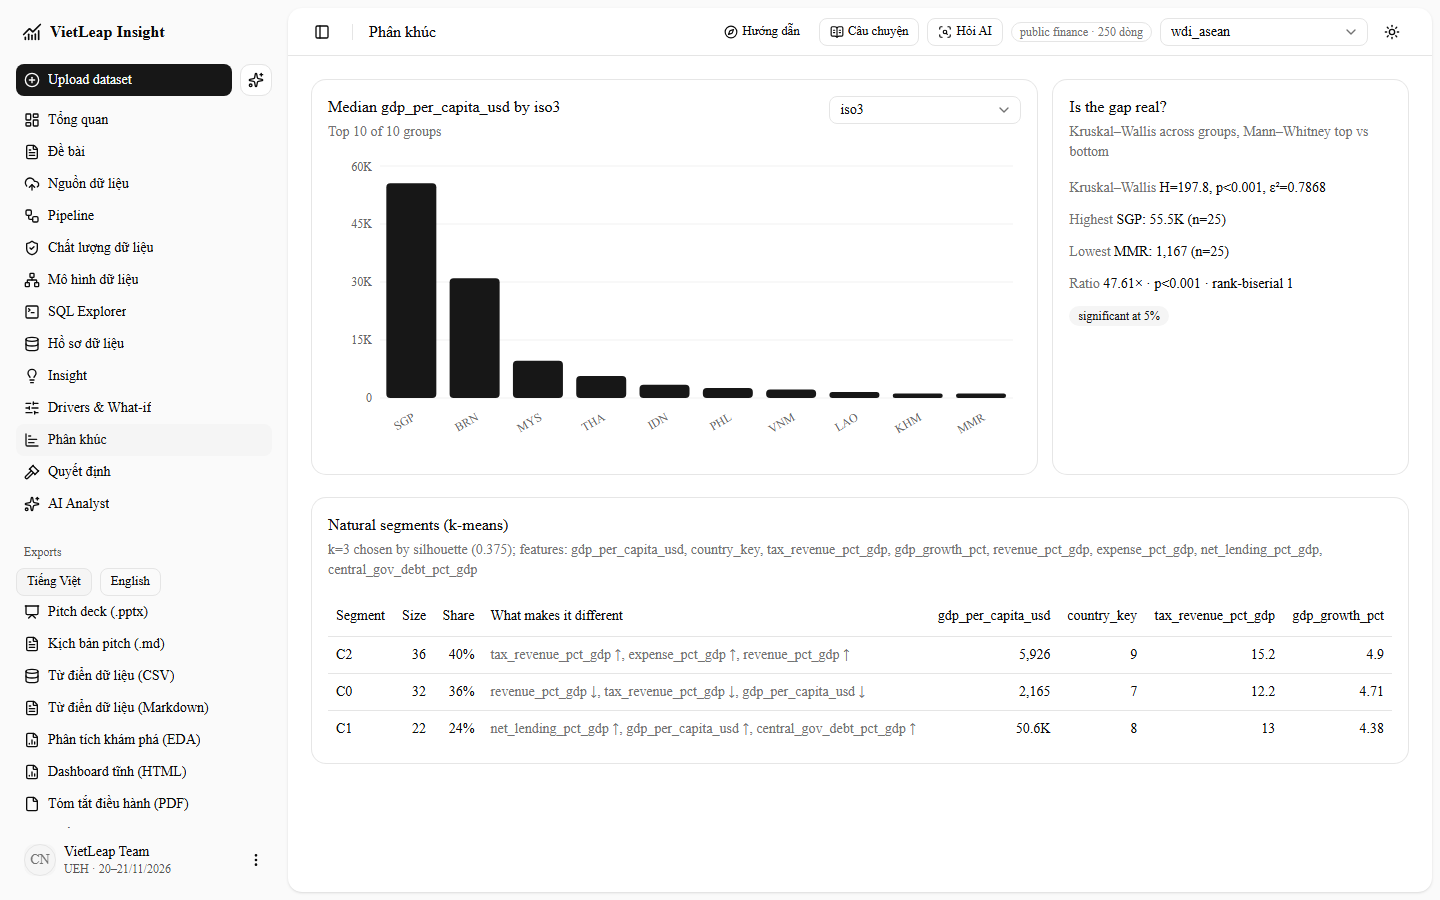 VietLeap Insight
Upload dataset
Tổng quan
Đề bài
Nguồn dữ liệu
Pipeline
Chất lượng dữ liệu
Mô hình dữ liệu
SQL Explorer
Hồ sơ dữ liệu
Insight
Drivers & What-if
Phân khúc
Quyết định
AI Analyst
Exports
Tiếng Việt English
Pitch deck (.pptx)
Kịch bản pitch (.md)
Từ điển dữ liệu (CSV)
Từ điển dữ liệu (Markdown)
Phân tích khám phá (EDA)
Dashboard tĩnh (HTML)
Tóm tắt điều hành (PDF)
CN
VietLeap Team
UEH · 20–21/11/2026
Phân khúc
Hướng dẫn
Câu chuyện
Hỏi AI
public finance · 250 dòng
wdi_asean
Median gdp_per_capita_usd by iso3
Top 10 of 10 groups
iso3
60K
45K
30K
15K
0
SGP BRN MYS THA IDN PHL VNM LAO KHM MMR
Is the gap real?
Kruskal–Wallis across groups, Mann–Whitney top vs
bottom
Kruskal–Wallis H=197.8, p<0.001, ε²=0.7868
Highest SGP: 55.5K (n=25)
Lowest MMR: 1,167 (n=25)
Ratio 47.61× · p<0.001 · rank-biserial 1
significant at 5%
Natural segments (k-means)
k=3 chosen by silhouette (0.375); features: gdp_per_capita_usd, country_key, tax_revenue_pct_gdp, gdp_growth_pct, revenue_pct_gdp, expense_pct_gdp, net_lending_pct_gdp,
central_gov_debt_pct_gdp
Segment Size Share What makes it different gdp_per_capita_usd country_key tax_revenue_pct_gdp gdp_growth_pct
C2 36 40% tax_revenue_pct_gdp ↑, expense_pct_gdp ↑, revenue_pct_gdp ↑ 5,926 9 15.2 4.9
C0 32 36% revenue_pct_gdp ↓, tax_revenue_pct_gdp ↓, gdp_per_capita_usd ↓ 2,165 7 12.2 4.71
C1 22 24% net_lending_pct_gdp ↑, gdp_per_capita_usd ↑, central_gov_debt_pct_gdp ↑ 50.6K 8 13 4.38